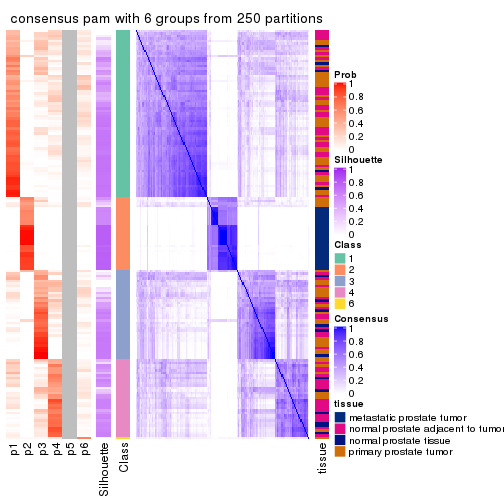 consensus pam with 6 groups from 250 partitions
Prob
1
0.8
0.6
0.4
0.2
0
Silhouette
1
0.8
0.6
0.4
0.2
0
Class
1
2
3
4
6
Consensus
1
0.8
0.6
0.4
0.2
0
tissue
metastatic prostate tumor
normal prostate adjacent to tumor
normal prostate tissue
primary prostate tumor
p1
p2
p3
p4
p5
p6
Silhouette
Class
tissue